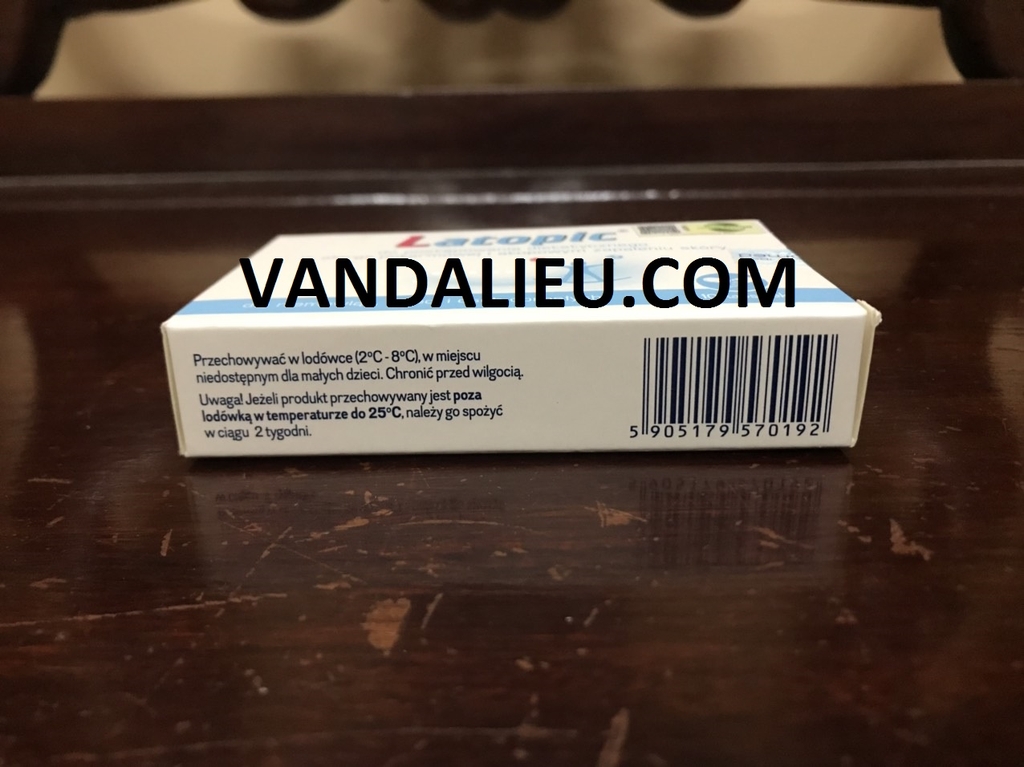 Latopic
VANDALIEU.COM
Przechowywać w lodówce (2°C - 8°C), w miejscu
niedostępnym dla małych dzieci. Chronić przed wilgocią.
Uwaga! Jeżeli produkt przechowywany jest poza
lodówką w temperaturze do 25°C, należy go spożyć
w ciągu 2 tygodni.
5 905179 570192